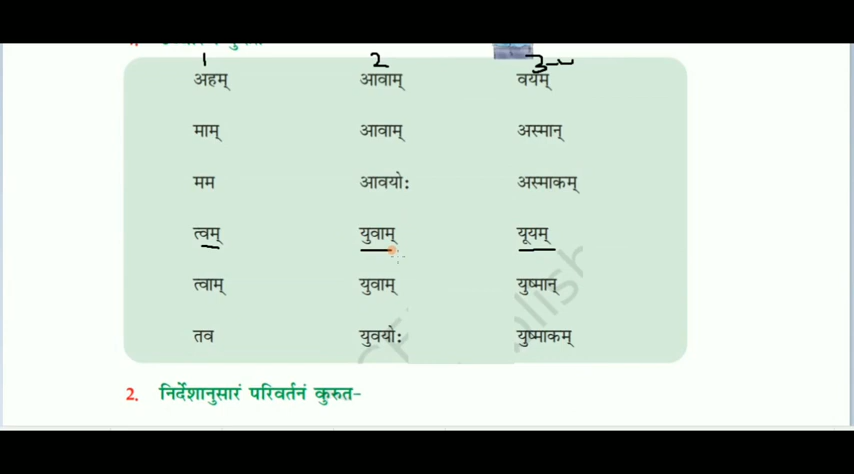 1 2 3-ब
अहम् आवाम् वयम्
माम् आवाम् अस्मान्
मम आवयोः अस्माकम्
त्वम् युवाम् यूयम्
त्वाम् युवाम् युष्मान्
तव युवयोः युष्माकम्
2. निर्देशानुसारं परिवर्तनं कुरुत-